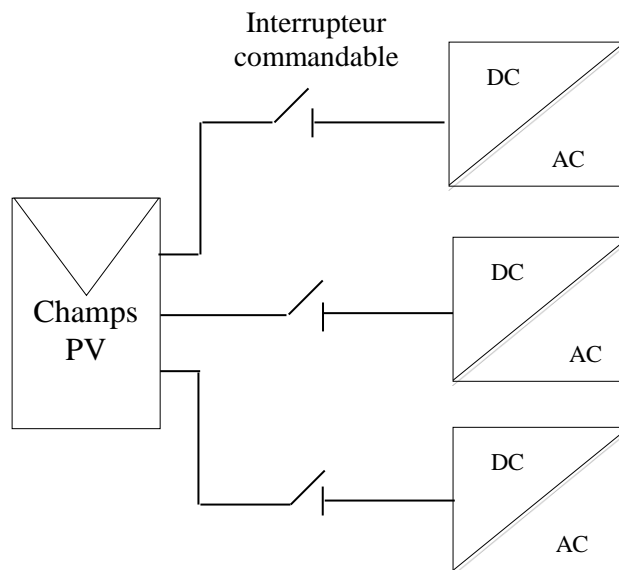 Interrupteur
commandable
DC
AC
Champs
PV
DC
AC
DC
AC